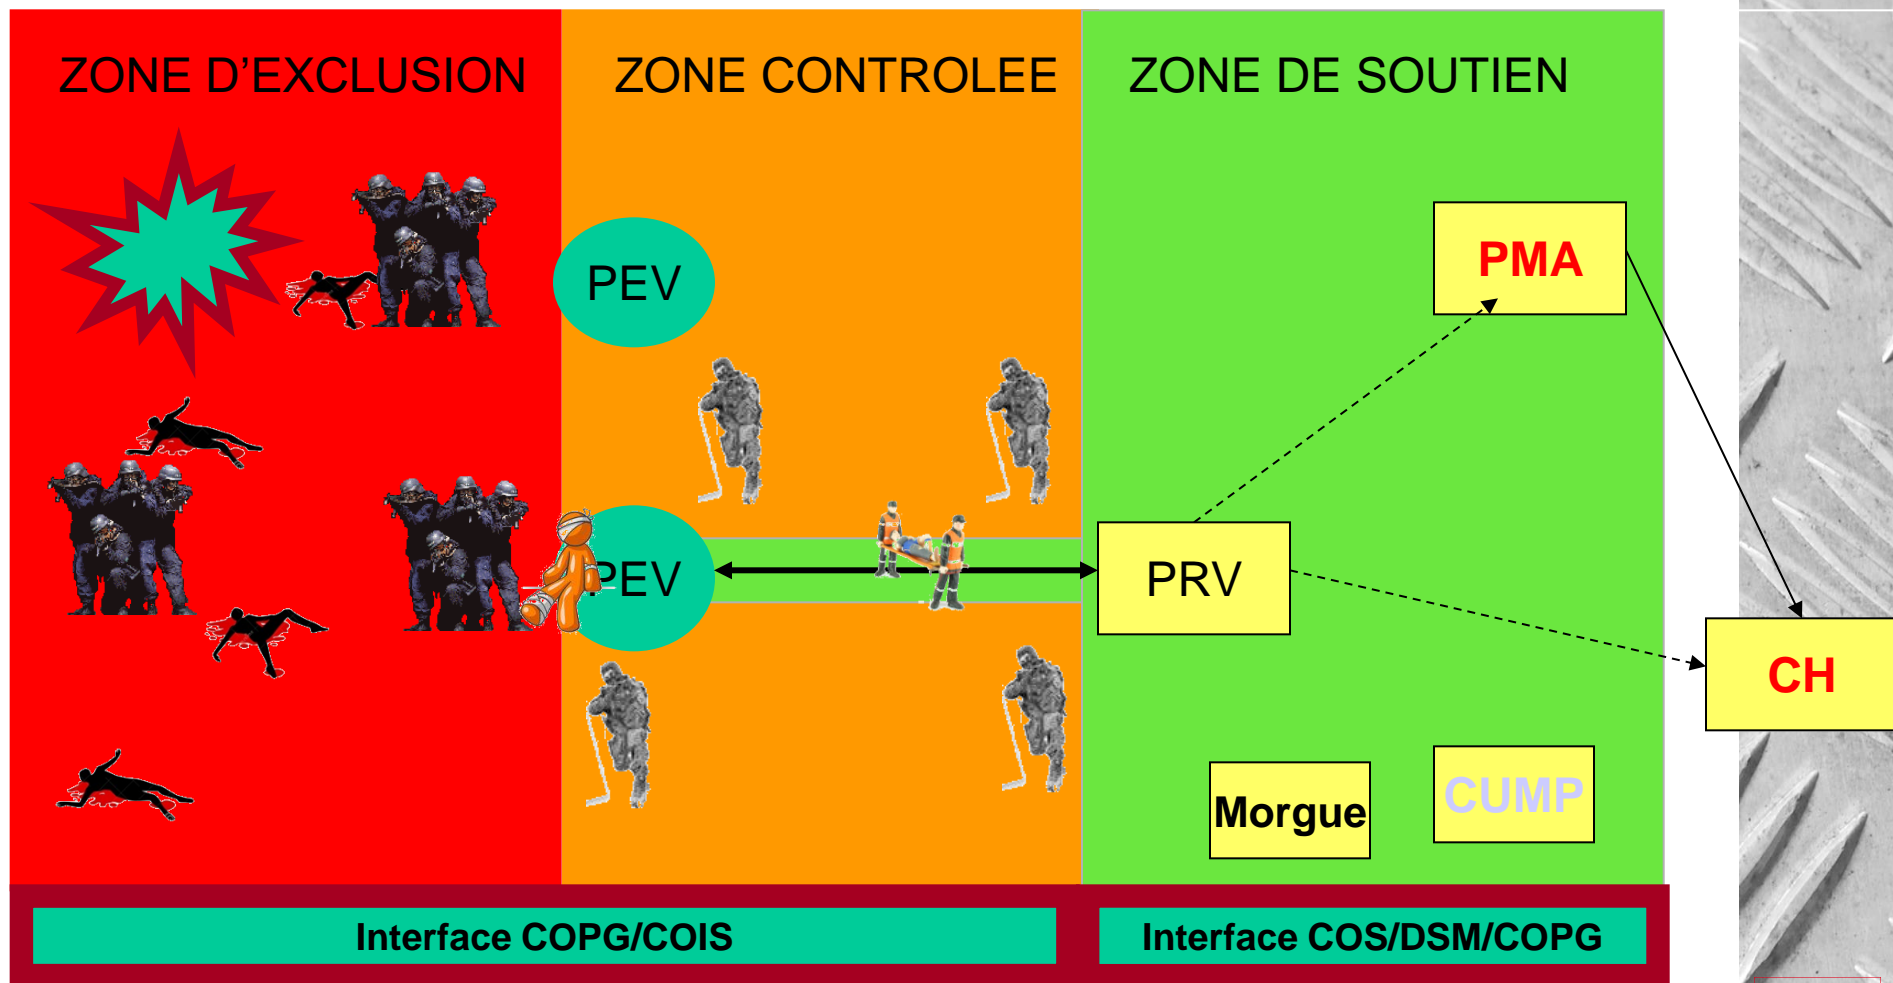 ZONE D’EXCLUSION
ZONE CONTROLEE
ZONE DE SOUTIEN
PEV
PMA
PEV
PRV
CH
Morgue
CUMP
Interface COPG/COIS
Interface COS/DSM/COPG